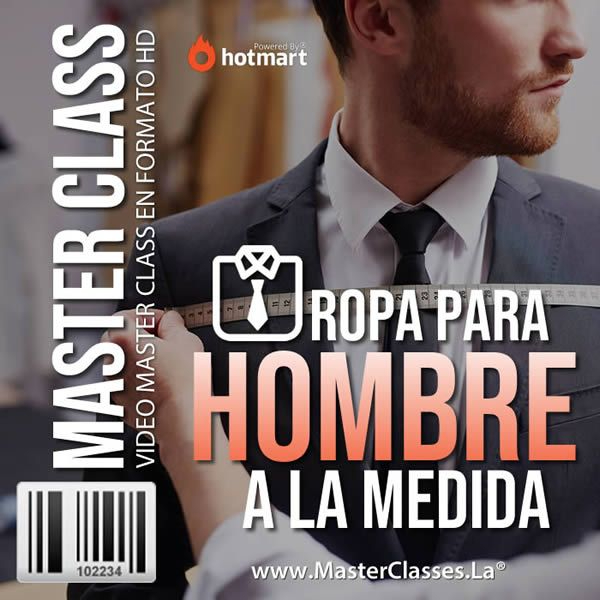 MASTER CLASS
VIDEO MASTER CLASS EN FORMATO HD
Powered By®
hotmart
ROPA PARA
HOMBRE
A LA MEDIDA
102234
www.MasterClasses.La®